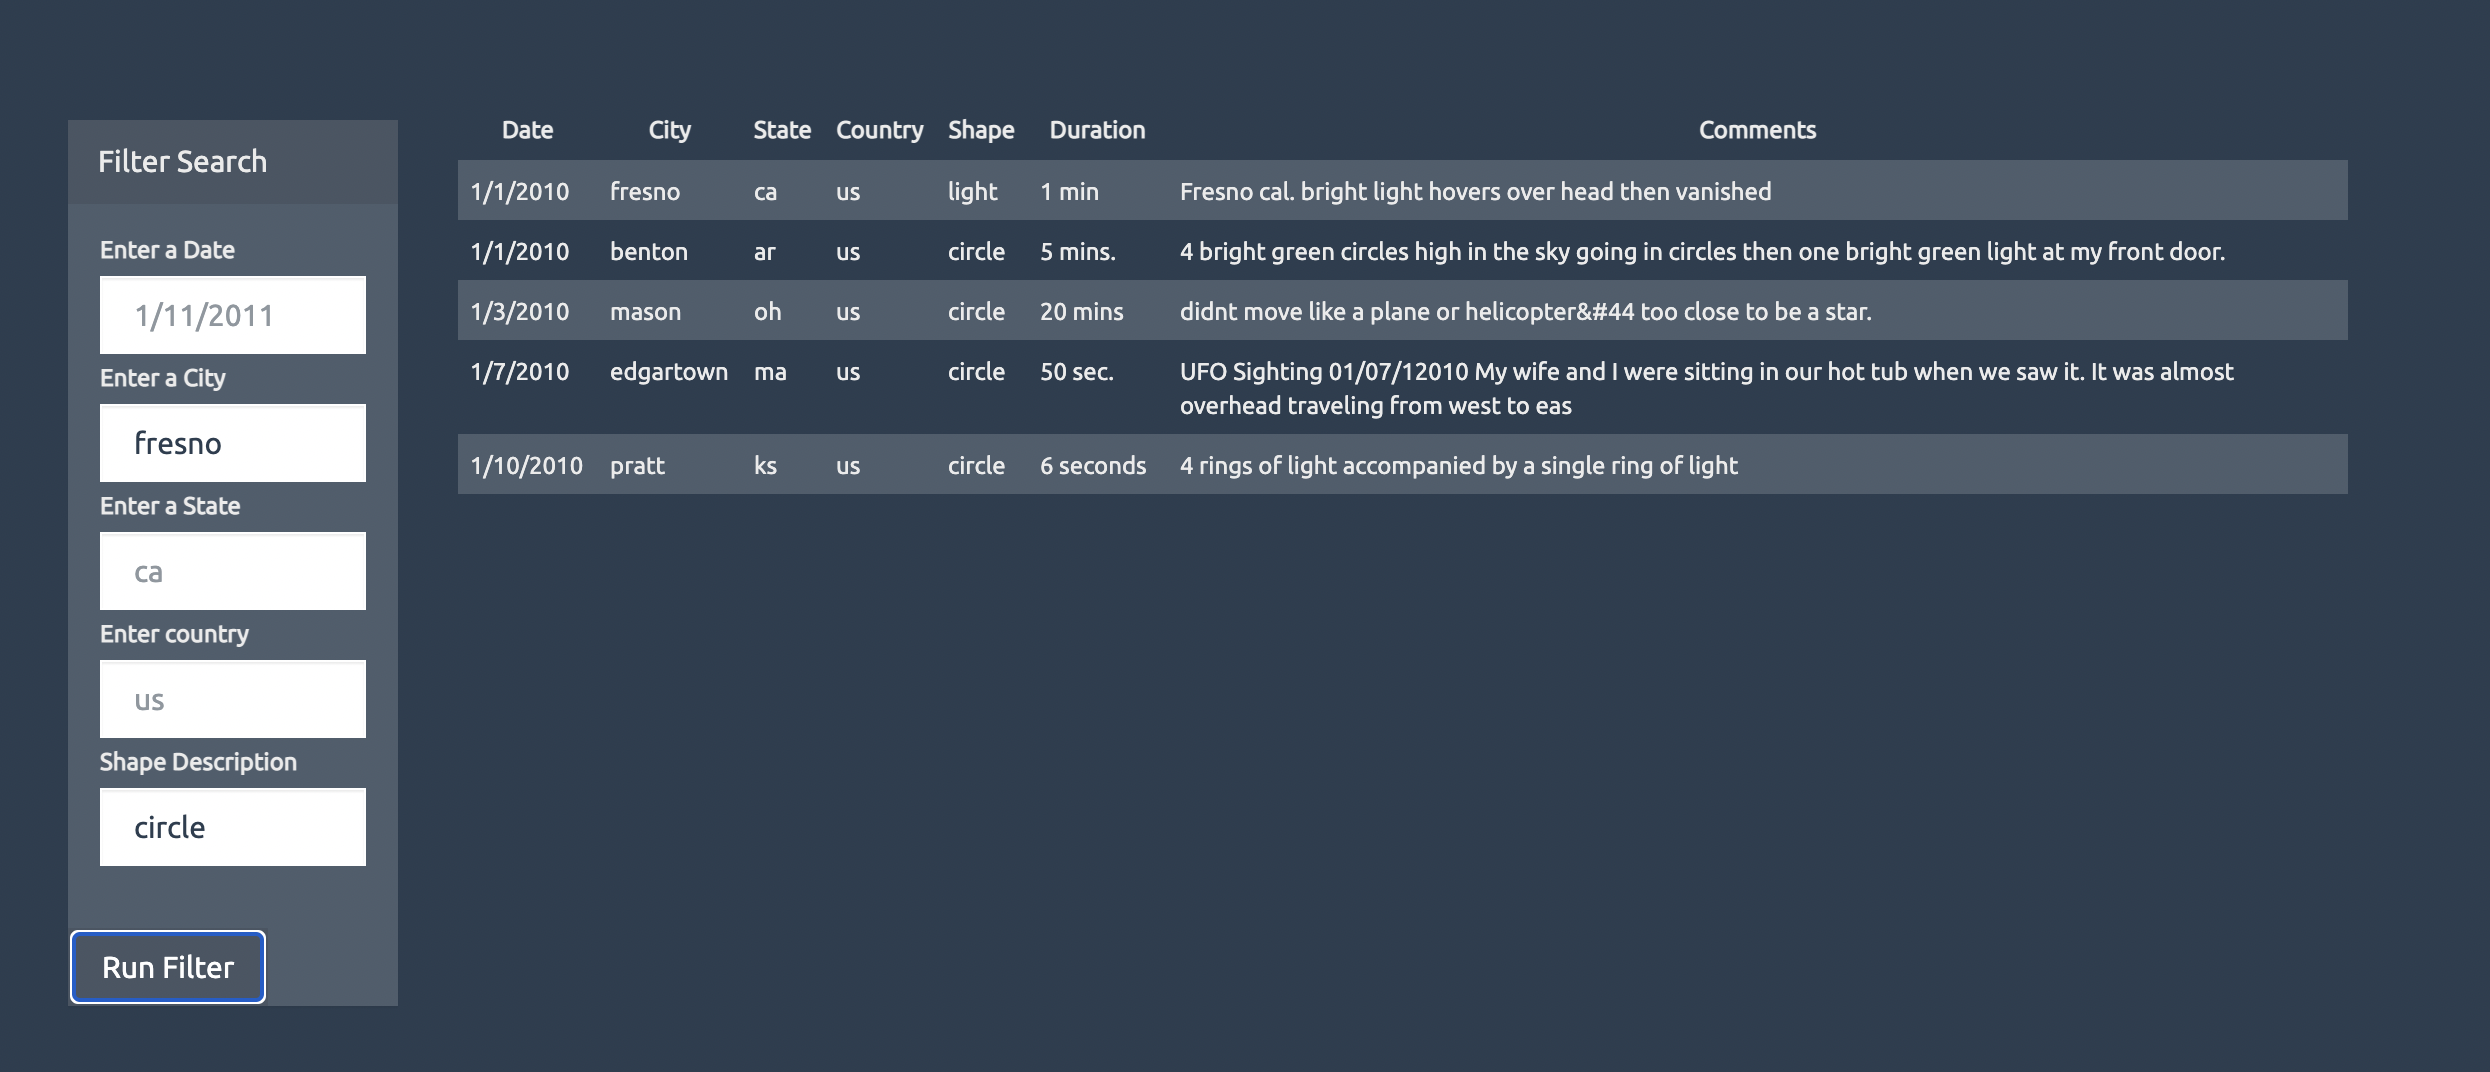 Filter Search
Enter a Date
1/11/2011
Enter a City
fresno
Enter a State
ca
Enter country
us
Shape Description
circle
Run Filter
Date City State Country Shape Duration Comments
1/1/2010 fresno ca us light 1 min Fresno cal. bright light hovers over head then vanished
1/1/2010 benton ar us circle 5 mins. 4 bright green circles high in the sky going in circles then one bright green light at my front door.
1/3/2010 mason oh us circle 20 mins didnt move like a plane or helicopter&#44 too close to be a star.
1/7/2010 edgartown ma us circle 50 sec. UFO Sighting 01/07/12010 My wife and I were sitting in our hot tub when we saw it. It was almost
overhead traveling from west to eas
1/10/2010 pratt ks us circle 6 seconds 4 rings of light accompanied by a single ring of light